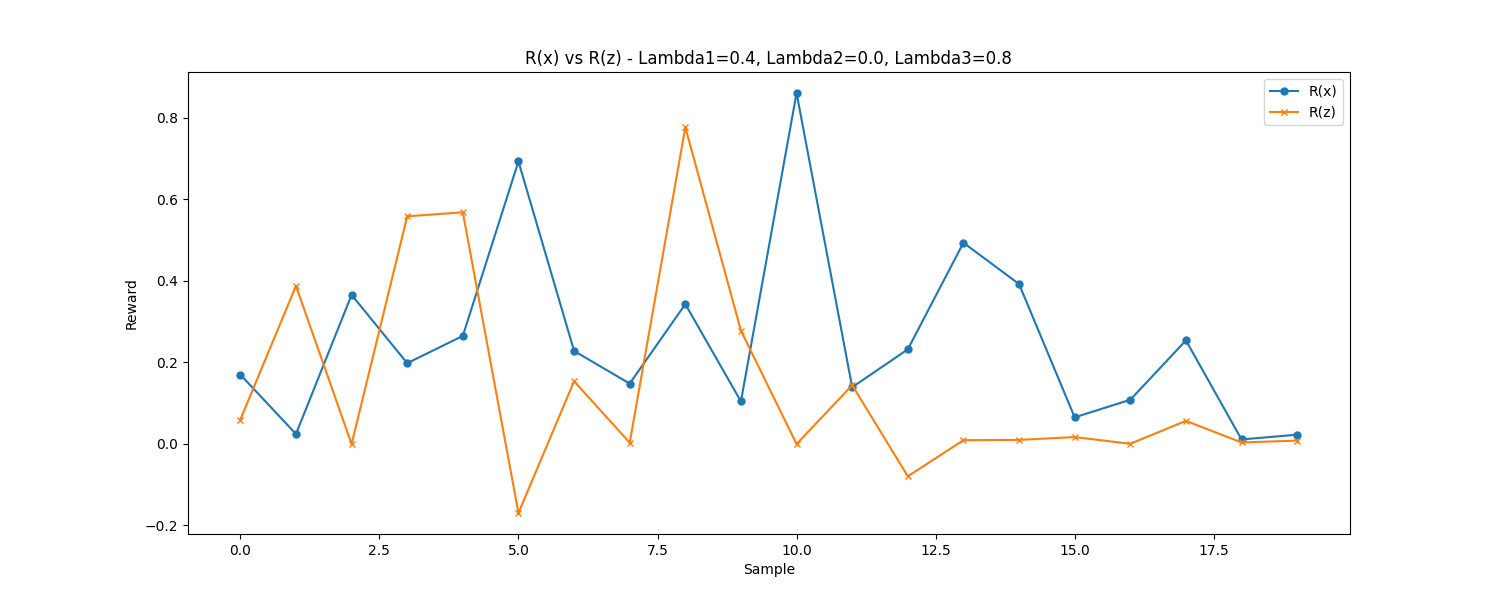 R(x) vs R(z) - Lambda1=0.4, Lambda2=0.0, Lambda3=0.8
R(x)
R(z)
0.8
0.6
0.4
0.2
0.0
−0.2
Reward
0.0 2.5 5.0 7.5 10.0 12.5 15.0 17.5
Sample